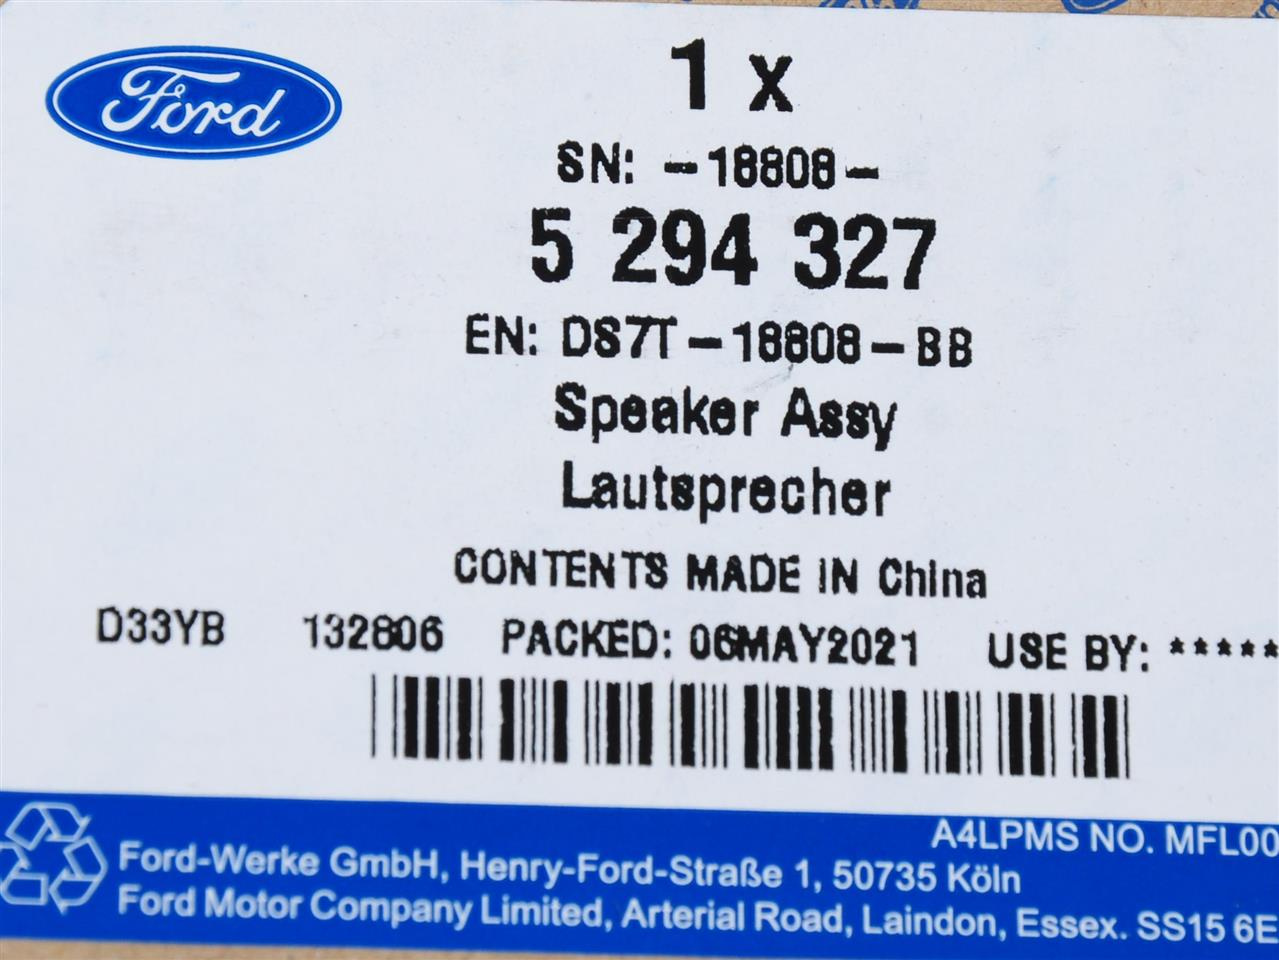 Ford
1 x
SN: -18808-
5 294 327
EN: DS7T-18808-BB
Speaker Assy
Lautsprecher
CONTENTS MADE IN China
D33YB 132806 PACKED: 06MAY2021 USE BY: *****
A4LPMS NO. MFL00
Ford-Werke GmbH, Henry-Ford-Straße 1, 50735 Köln
Ford Motor Company Limited, Arterial Road, Laindon, Essex. SS15 6E